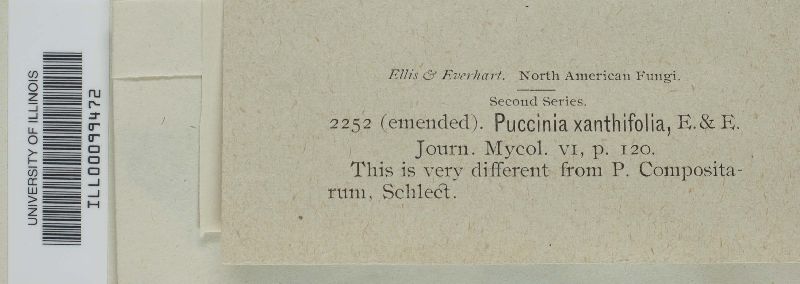 UNIVERSITY OF ILLINOIS
ILL00099472
Ellis & Everhart. North American Fungi.
Second Series.
2252 (emended). Puccinia xanthifolia, E. & E.
Journ. Mycol. VI, p. 120.
This is very different from P. Composita-
rum, Schlect.